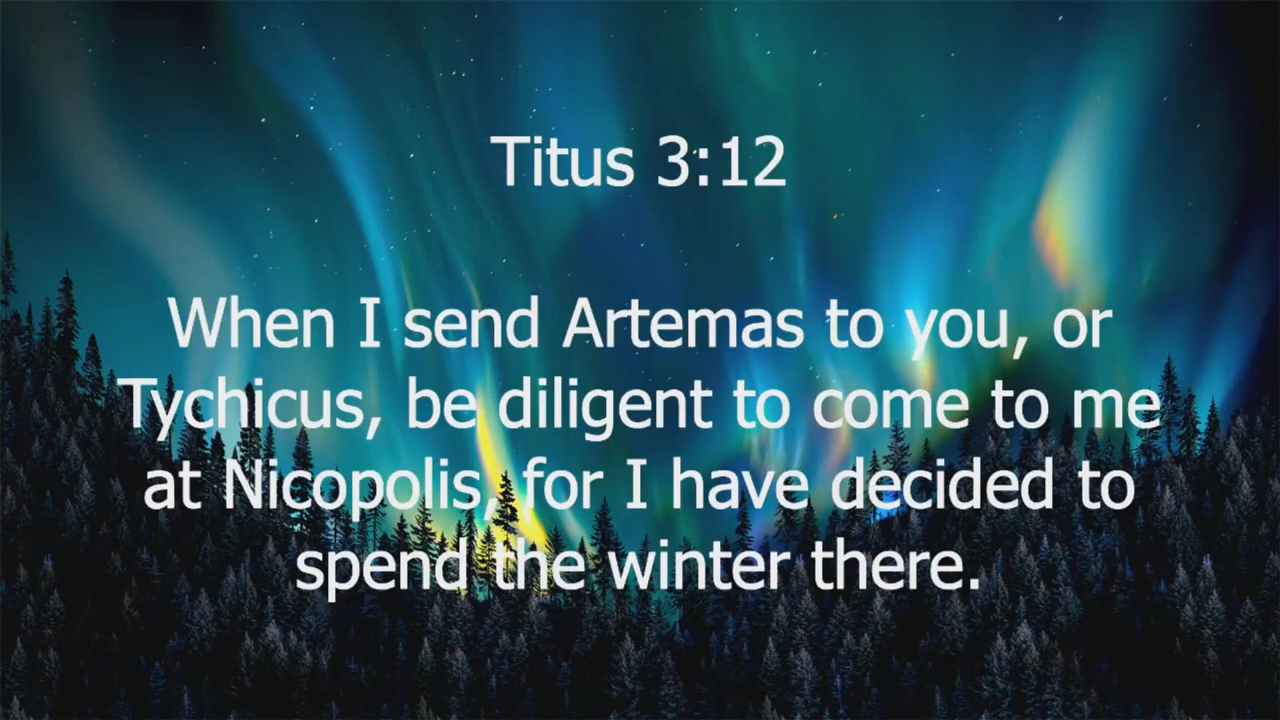 Titus 3:12
When I send Artemas to you, or
Tychicus, be diligent to come to me
at Nicopolis, for I have decided to
spend the winter there.